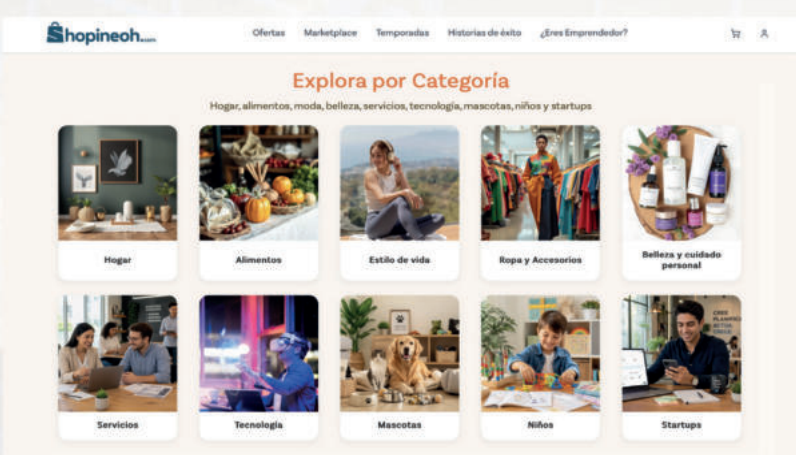 Shopineoh.com
Ofertas Marketplace Temporadas Historias de éxito ¿Eres Emprendedor?
Explora por Categoría
Hogar, alimentos, moda, belleza, servicios, tecnología, mascotas, niños y startups
Hogar Alimentos Estilo de vida Ropa y Accesorios Belleza y cuidado
personal
Servicios Tecnología Mascotas Niños Startups